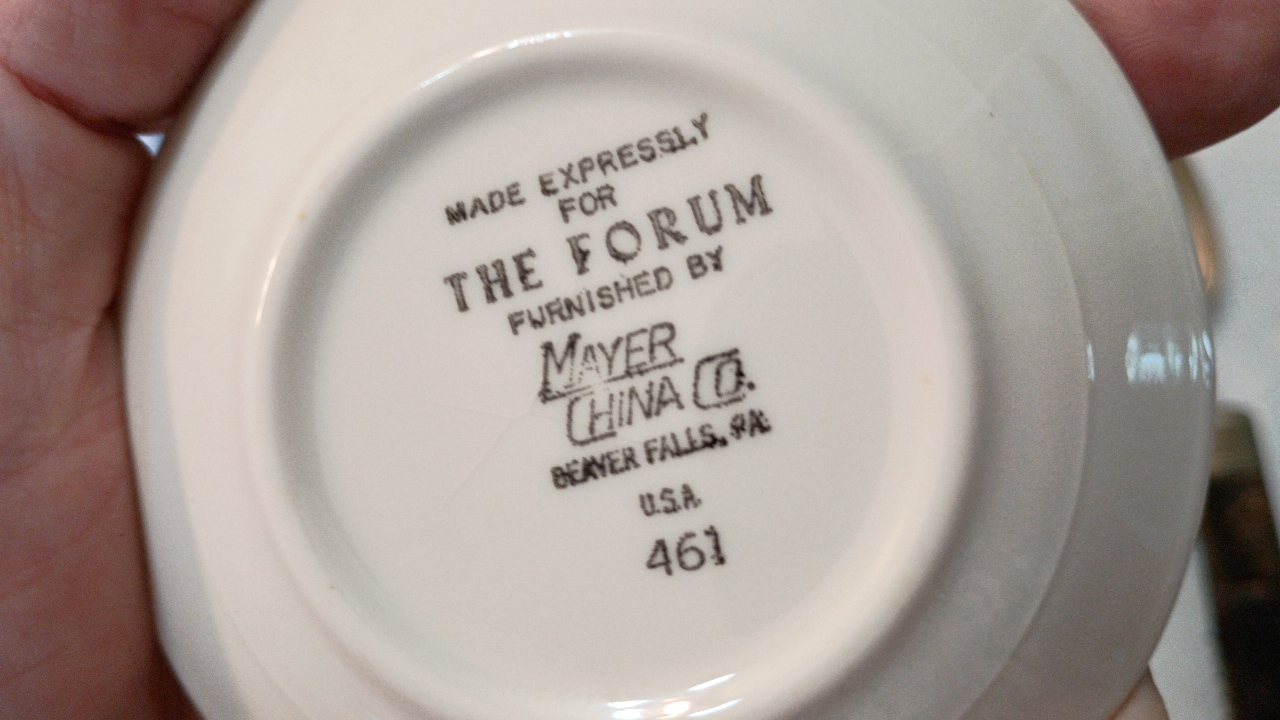 MADE EXPRESSLY
FOR
THE FORUM
FURNISHED BY
MAYER
CHINA CO.
BEAVER FALLS, PA.
U.S.A.
461